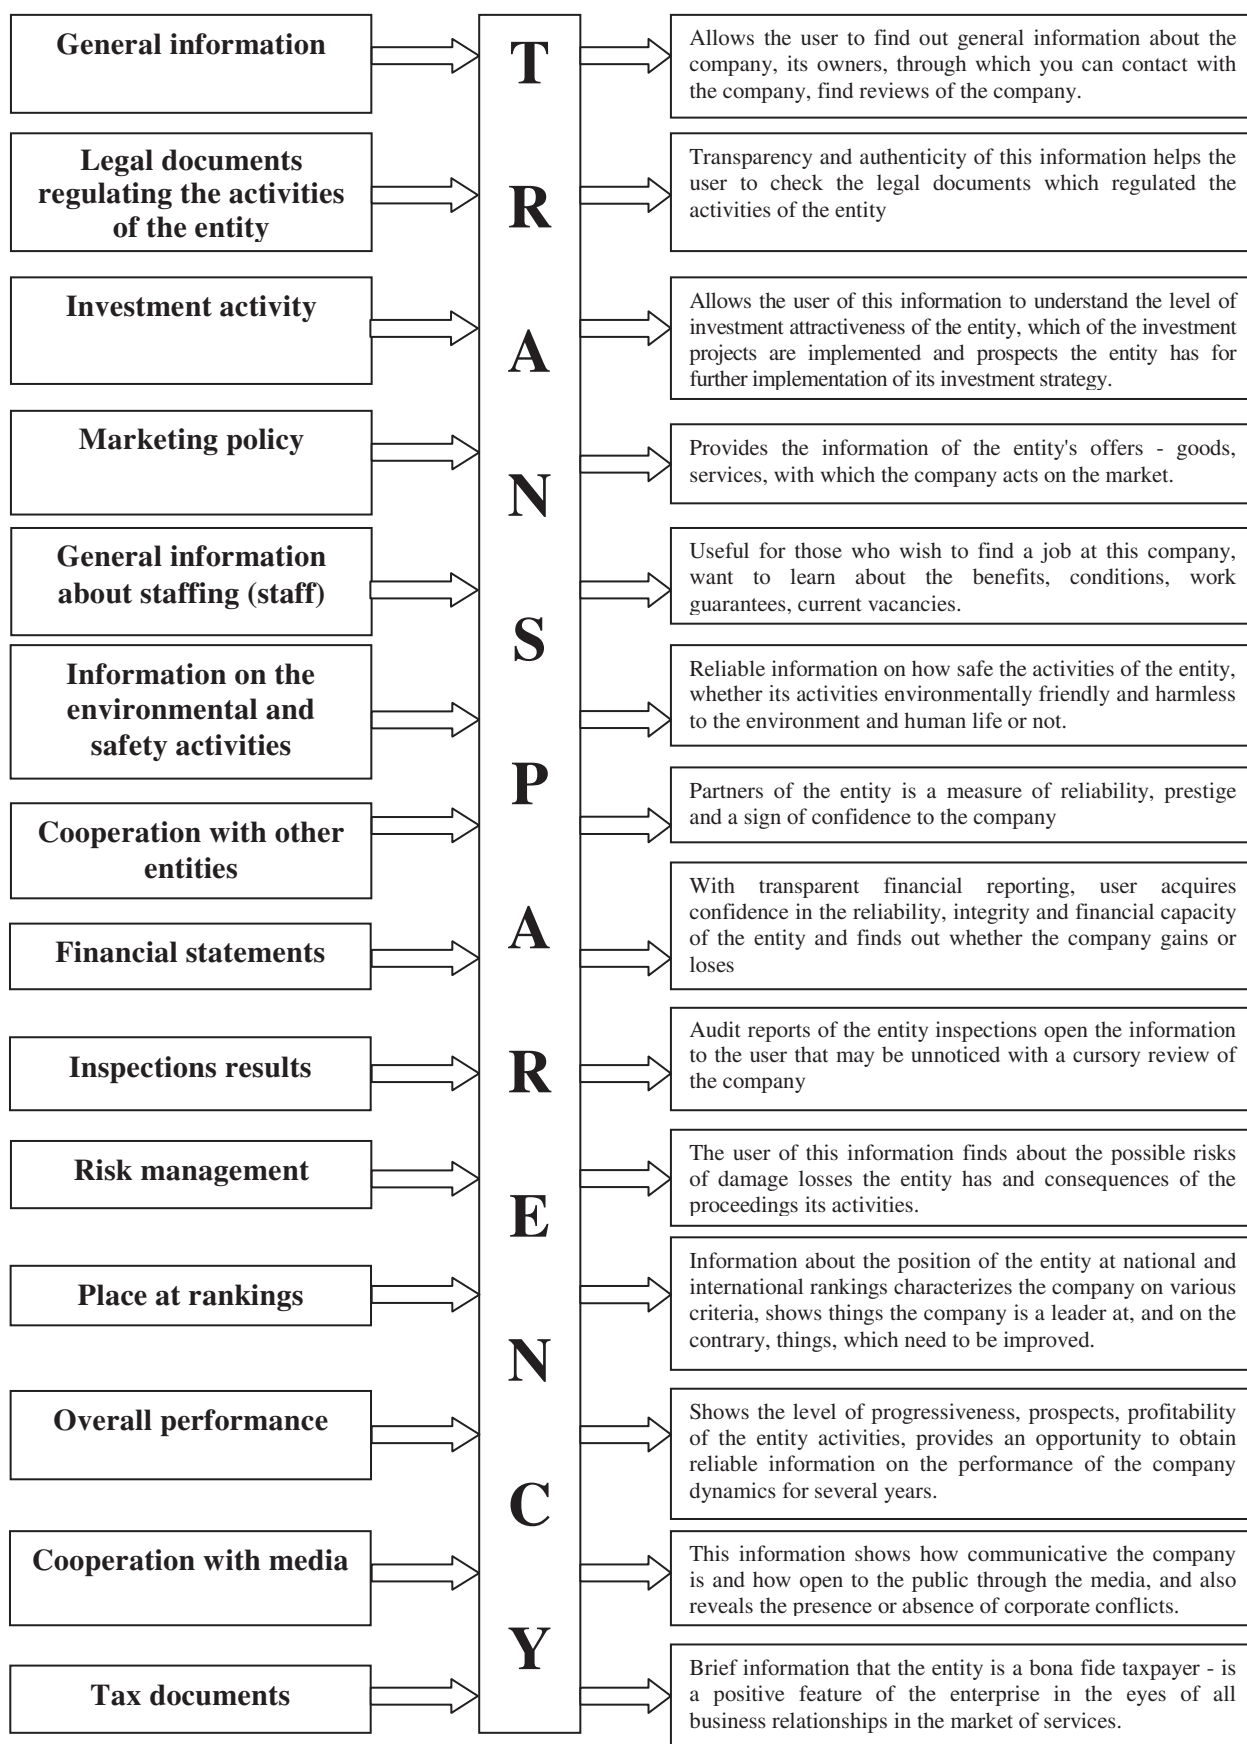 General information
T
Allows the user to find out general information about the
company, its owners, through which you can contact with
the company, find reviews of the company.
Legal documents
regulating the activities
of the entity
R
Transparency and authenticity of this information helps the
user to check the legal documents which regulated the
activities of the entity
Investment activity
A
Allows the user of this information to understand the level of
investment attractiveness of the entity, which of the investment
projects are implemented and prospects the entity has for
further implementation of its investment strategy.
Marketing policy
N
Provides the information of the entity's offers - goods,
services, with which the company acts on the market.
General information
about staffing (staff)
S
Useful for those who wish to find a job at this company,
want to learn about the benefits, conditions, work
guarantees, current vacancies.
Information on the
environmental and
safety activities
Reliable information on how safe the activities of the entity,
whether its activities environmentally friendly and harmless
to the environment and human life or not.
P
Cooperation with other
entities
Partners of the entity is a measure of reliability, prestige
and a sign of confidence to the company
Financial statements
A
With transparent financial reporting, user acquires
confidence in the reliability, integrity and financial capacity
of the entity and finds out whether the company gains or
loses
Inspections results
R
Audit reports of the entity inspections open the information
to the user that may be unnoticed with a cursory review of
the company
Risk management
E
The user of this information finds about the possible risks
of damage losses the entity has and consequences of the
proceedings its activities.
Place at rankings
N
Information about the position of the entity at national and
international rankings characterizes the company on various
criteria, shows things the company is a leader at, and on the
contrary, things, which need to be improved.
Overall performance
C
Shows the level of progressiveness, prospects, profitability
of the entity activities, provides an opportunity to obtain
reliable information on the performance of the company
dynamics for several years.
Cooperation with media
Y
This information shows how communicative the company
is and how open to the public through the media, and also
reveals the presence or absence of corporate conflicts.
Tax documents
Brief information that the entity is a bona fide taxpayer - is
a positive feature of the enterprise in the eyes of all
business relationships in the market of services.